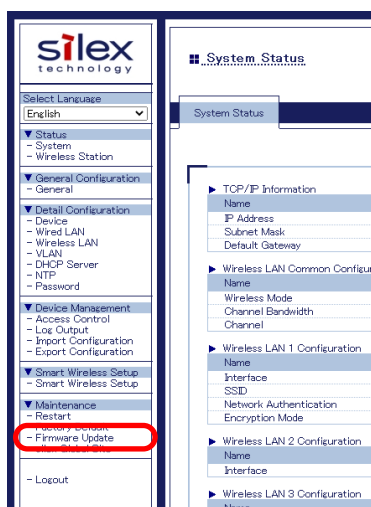 silex
technology
Select Language
English
▼ Status
- System
- Wireless Station
▼ General Configuration
- General
▼ Detail Configuration
- Device
- Wired LAN
- Wireless LAN
- VLAN
- DHCP Server
- NTP
- Password
▼ Device Management
- Access Control
- Log Output
- Import Configuration
- Export Configuration
▼ Smart Wireless Setup
- Smart Wireless Setup
▼ Maintenance
- Restart
- Factory Default
- Firmware Update
- Logout
System Status
System Status
▶ TCP/IP Information
Name
IP Address
Subnet Mask
Default Gateway
▶ Wireless LAN Common Configur
Name
Wireless Mode
Channel Bandwidth
Channel
▶ Wireless LAN 1 Configuration
Name
Interface
SSID
Network Authentication
Encryption Mode
▶ Wireless LAN 2 Configuration
Name
Interface
▶ Wireless LAN 3 Configuration